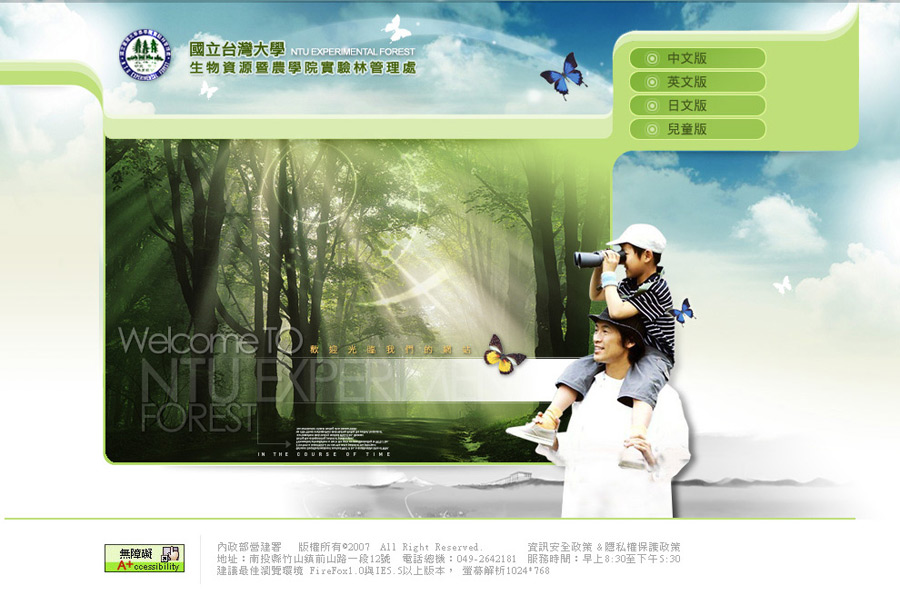 國立台灣大學 NTU EXPERIMENTAL FOREST
生物資源暨農學院實驗林管理處
中文版
英文版
日文版
兒童版
Welcome TO
歡迎光臨我們的網站
NTU EXPERIME
FOREST
IN THE COURSE OF TIME
無障礙
A+ccessibility
內政部營建署 版權所有©2007 All Right Reserved. 資訊安全政策 & 隱私權保護政策
地址：南投縣竹山鎮前山路一段12號 電話總機：049-2642181 服務時間：早上8:30至下午5:30
建議最佳瀏覽環境 FireFox1.0與IE5.5以上版本， 螢幕解析1024*768